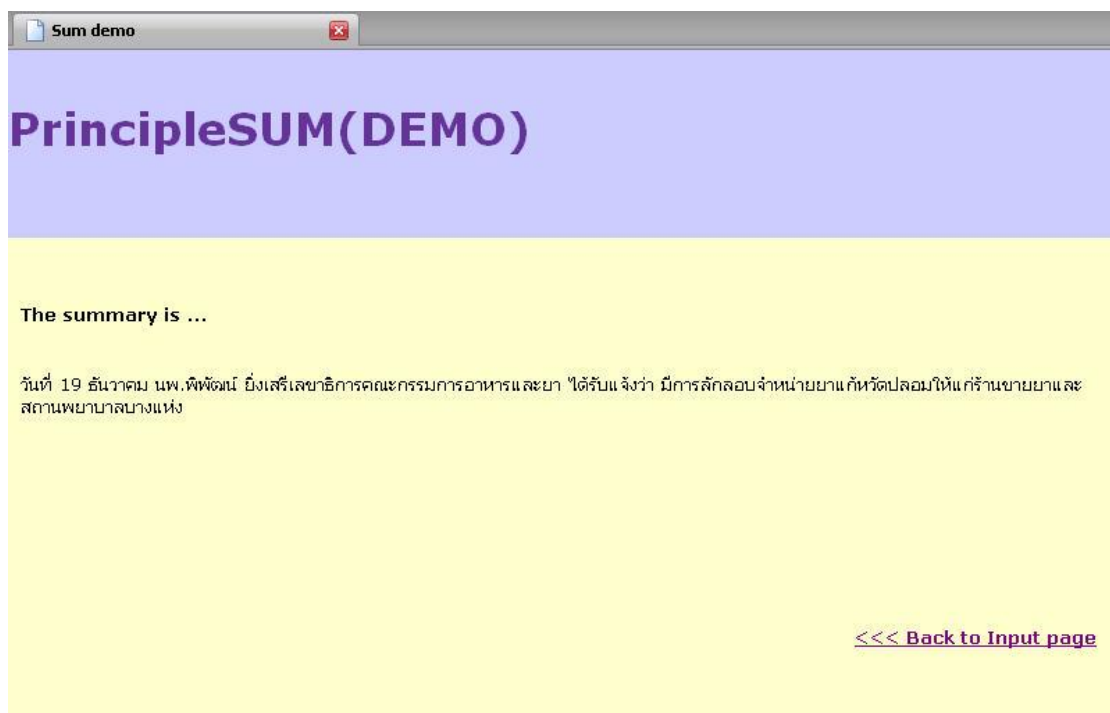 Sum demo
PrincipleSUM(DEMO)
The summary is ...
วันที่ 19 ธันวาคม นพ.พิพัฒน์ ยิ่งเสรีเลขาธิการคณะกรรมการอาหารและยา ได้รับแจ้งว่า มีการลักลอบจำหน่ายยาแก้หวัดปลอมให้แก่ร้านขายยาและ
สถานพยาบาลบางแห่ง
<<< Back to Input page